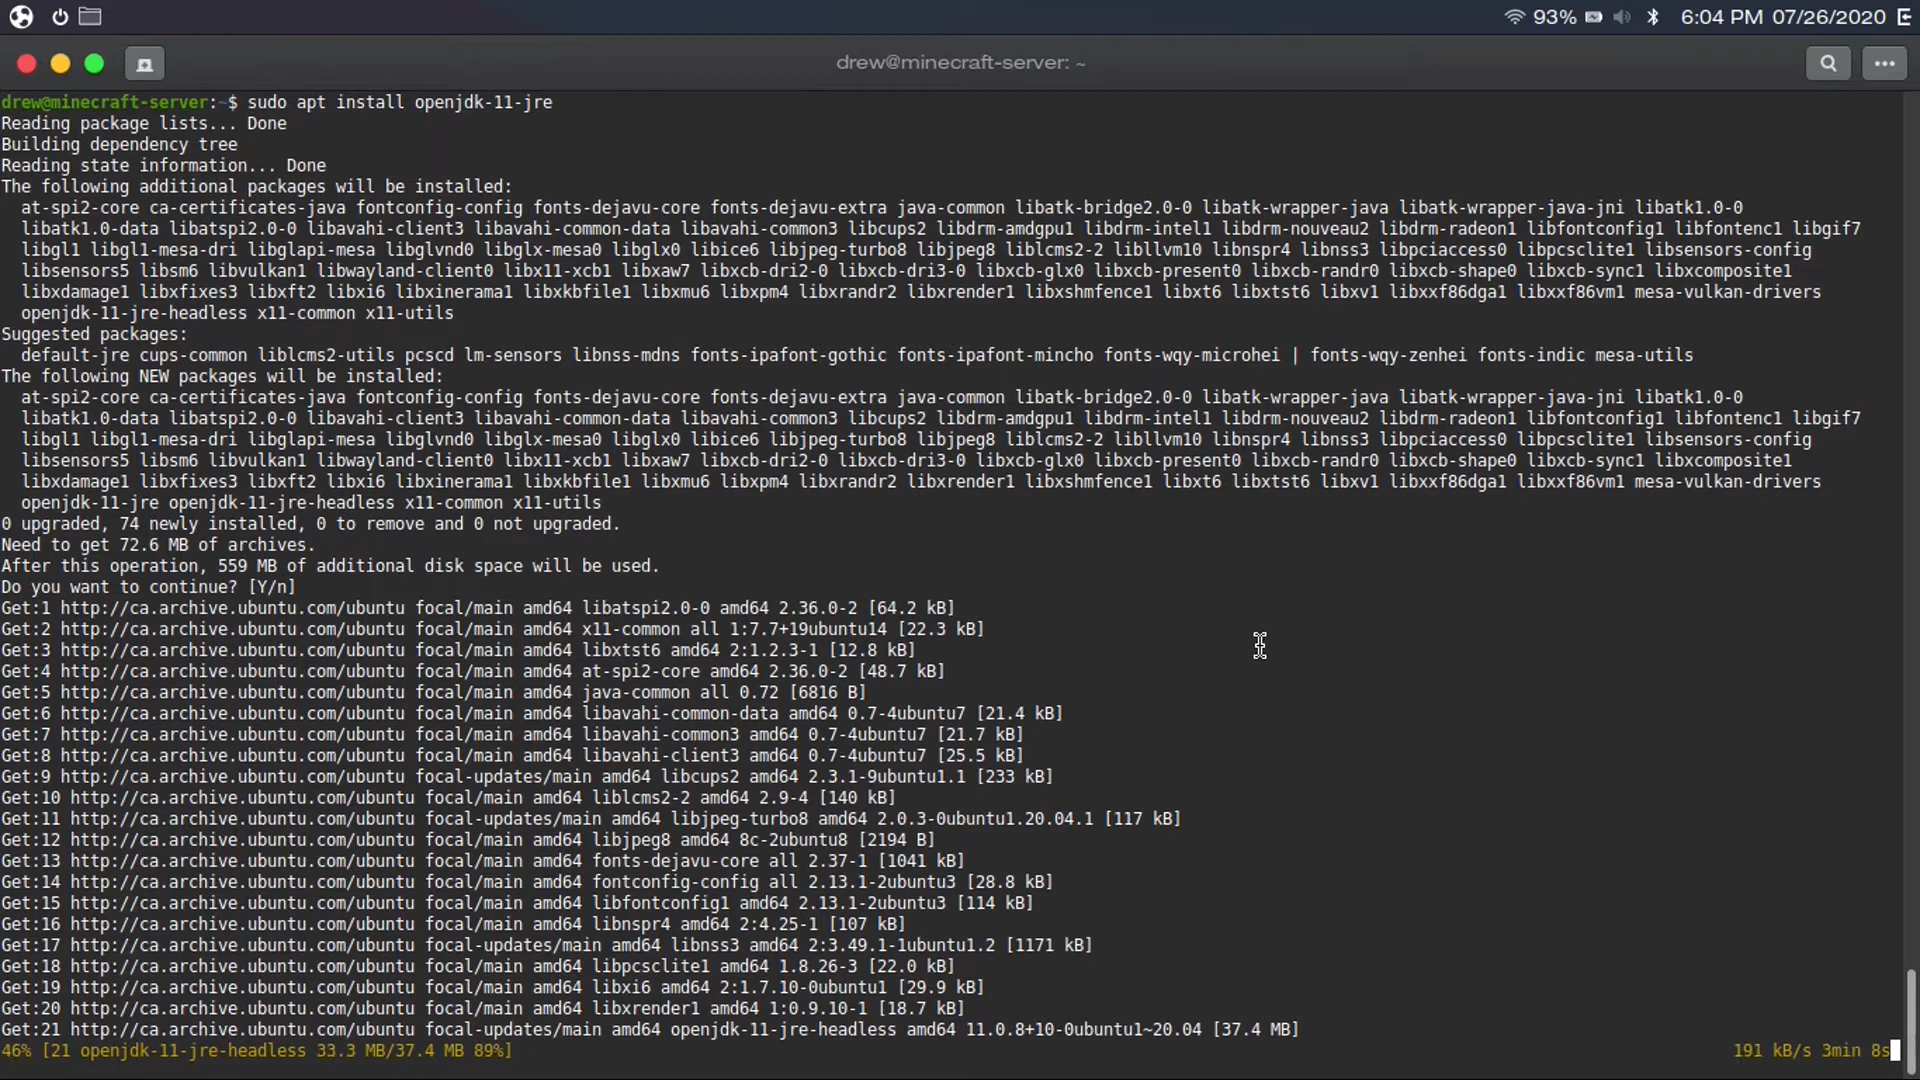 93% 6:04 PM 07/26/2020
drew@minecraft-server: ~
drew@minecraft-server:~$ sudo apt install openjdk-11-jre
Reading package lists... Done
Building dependency tree
Reading state information... Done
The following additional packages will be installed:
at-spi2-core ca-certificates-java fontconfig-config fonts-dejavu-core fonts-dejavu-extra java-common libatk-bridge2.0-0 libatk-wrapper-java libatk-wrapper-java-jni libatk1.0-0
libatk1.0-data libatspi2.0-0 libavahi-client3 libavahi-common-data libavahi-common3 libcups2 libdrm-amdgpu1 libdrm-intel1 libdrm-nouveau2 libdrm-radeon1 libfontconfig1 libfontenc1 libgif7
libgl1 libgl1-mesa-dri libglapi-mesa libglvnd0 libglx-mesa0 libglx0 libice6 libjpeg-turbo8 libjpeg8 liblcms2-2 libllvm10 libnspr4 libnss3 libpciaccess0 libpcsclite1 libsensors-config
libsensors5 libsm6 libvulkan1 libwayland-client0 libx11-xcb1 libxaw7 libxcb-dri2-0 libxcb-dri3-0 libxcb-glx0 libxcb-present0 libxcb-randr0 libxcb-shape0 libxcb-sync1 libxcomposite1
libxdamage1 libxfixes3 libxft2 libxi6 libxinerama1 libxkbfile1 libxmu6 libxpm4 libxrandr2 libxrender1 libxshmfence1 libxt6 libxtst6 libxv1 libxxf86dga1 libxxf86vm1 mesa-vulkan-drivers
openjdk-11-jre-headless x11-common x11-utils
Suggested packages:
default-jre cups-common liblcms2-utils pcscd lm-sensors libnss-mdns fonts-ipafont-gothic fonts-ipafont-mincho fonts-wqy-microhei | fonts-wqy-zenhei fonts-indic mesa-utils
The following NEW packages will be installed:
at-spi2-core ca-certificates-java fontconfig-config fonts-dejavu-core fonts-dejavu-extra java-common libatk-bridge2.0-0 libatk-wrapper-java libatk-wrapper-java-jni libatk1.0-0
libatk1.0-data libatspi2.0-0 libavahi-client3 libavahi-common-data libavahi-common3 libcups2 libdrm-amdgpu1 libdrm-intel1 libdrm-nouveau2 libdrm-radeon1 libfontconfig1 libfontenc1 libgif7
libgl1 libgl1-mesa-dri libglapi-mesa libglvnd0 libglx-mesa0 libglx0 libice6 libjpeg-turbo8 libjpeg8 liblcms2-2 libllvm10 libnspr4 libnss3 libpciaccess0 libpcsclite1 libsensors-config
libsensors5 libsm6 libvulkan1 libwayland-client0 libx11-xcb1 libxaw7 libxcb-dri2-0 libxcb-dri3-0 libxcb-glx0 libxcb-present0 libxcb-randr0 libxcb-shape0 libxcb-sync1 libxcomposite1
libxdamage1 libxfixes3 libxft2 libxi6 libxinerama1 libxkbfile1 libxmu6 libxpm4 libxrandr2 libxrender1 libxshmfence1 libxt6 libxtst6 libxv1 libxxf86dga1 libxxf86vm1 mesa-vulkan-drivers
openjdk-11-jre openjdk-11-jre-headless x11-common x11-utils
0 upgraded, 74 newly installed, 0 to remove and 0 not upgraded.
Need to get 72.6 MB of archives.
After this operation, 559 MB of additional disk space will be used.
Do you want to continue? [Y/n]
Get:1 http://ca.archive.ubuntu.com/ubuntu focal/main amd64 libatspi2.0-0 amd64 2.36.0-2 [64.2 kB]
Get:2 http://ca.archive.ubuntu.com/ubuntu focal/main amd64 x11-common all 1:7.7+19ubuntu14 [22.3 kB]
Get:3 http://ca.archive.ubuntu.com/ubuntu focal/main amd64 libxtst6 amd64 2:1.2.3-1 [12.8 kB]
Get:4 http://ca.archive.ubuntu.com/ubuntu focal/main amd64 at-spi2-core amd64 2.36.0-2 [48.7 kB]
Get:5 http://ca.archive.ubuntu.com/ubuntu focal/main amd64 java-common all 0.72 [6816 B]
Get:6 http://ca.archive.ubuntu.com/ubuntu focal/main amd64 libavahi-common-data amd64 0.7-4ubuntu7 [21.4 kB]
Get:7 http://ca.archive.ubuntu.com/ubuntu focal/main amd64 libavahi-common3 amd64 0.7-4ubuntu7 [21.7 kB]
Get:8 http://ca.archive.ubuntu.com/ubuntu focal/main amd64 libavahi-client3 amd64 0.7-4ubuntu7 [25.5 kB]
Get:9 http://ca.archive.ubuntu.com/ubuntu focal-updates/main amd64 libcups2 amd64 2.3.1-9ubuntu1.1 [233 kB]
Get:10 http://ca.archive.ubuntu.com/ubuntu focal/main amd64 liblcms2-2 amd64 2.9-4 [140 kB]
Get:11 http://ca.archive.ubuntu.com/ubuntu focal-updates/main amd64 libjpeg-turbo8 amd64 2.0.3-0ubuntu1.20.04.1 [117 kB]
Get:12 http://ca.archive.ubuntu.com/ubuntu focal/main amd64 libjpeg8 amd64 8c-2ubuntu8 [2194 B]
Get:13 http://ca.archive.ubuntu.com/ubuntu focal/main amd64 fonts-dejavu-core all 2.37-1 [1041 kB]
Get:14 http://ca.archive.ubuntu.com/ubuntu focal/main amd64 fontconfig-config all 2.13.1-2ubuntu3 [28.8 kB]
Get:15 http://ca.archive.ubuntu.com/ubuntu focal/main amd64 libfontconfig1 amd64 2.13.1-2ubuntu3 [114 kB]
Get:16 http://ca.archive.ubuntu.com/ubuntu focal/main amd64 libnspr4 amd64 2:4.25-1 [107 kB]
Get:17 http://ca.archive.ubuntu.com/ubuntu focal-updates/main amd64 libnss3 amd64 2:3.49.1-1ubuntu1.2 [1171 kB]
Get:18 http://ca.archive.ubuntu.com/ubuntu focal/main amd64 libpcsclite1 amd64 1.8.26-3 [22.0 kB]
Get:19 http://ca.archive.ubuntu.com/ubuntu focal/main amd64 libxi6 amd64 2:1.7.10-0ubuntu1 [29.9 kB]
Get:20 http://ca.archive.ubuntu.com/ubuntu focal/main amd64 libxrender1 amd64 1:0.9.10-1 [18.7 kB]
Get:21 http://ca.archive.ubuntu.com/ubuntu focal-updates/main amd64 openjdk-11-jre-headless amd64 11.0.8+10-0ubuntu1~20.04 [37.4 MB]
46% [21 openjdk-11-jre-headless 33.3 MB/37.4 MB 89%] 191 kB/s 3min 8s